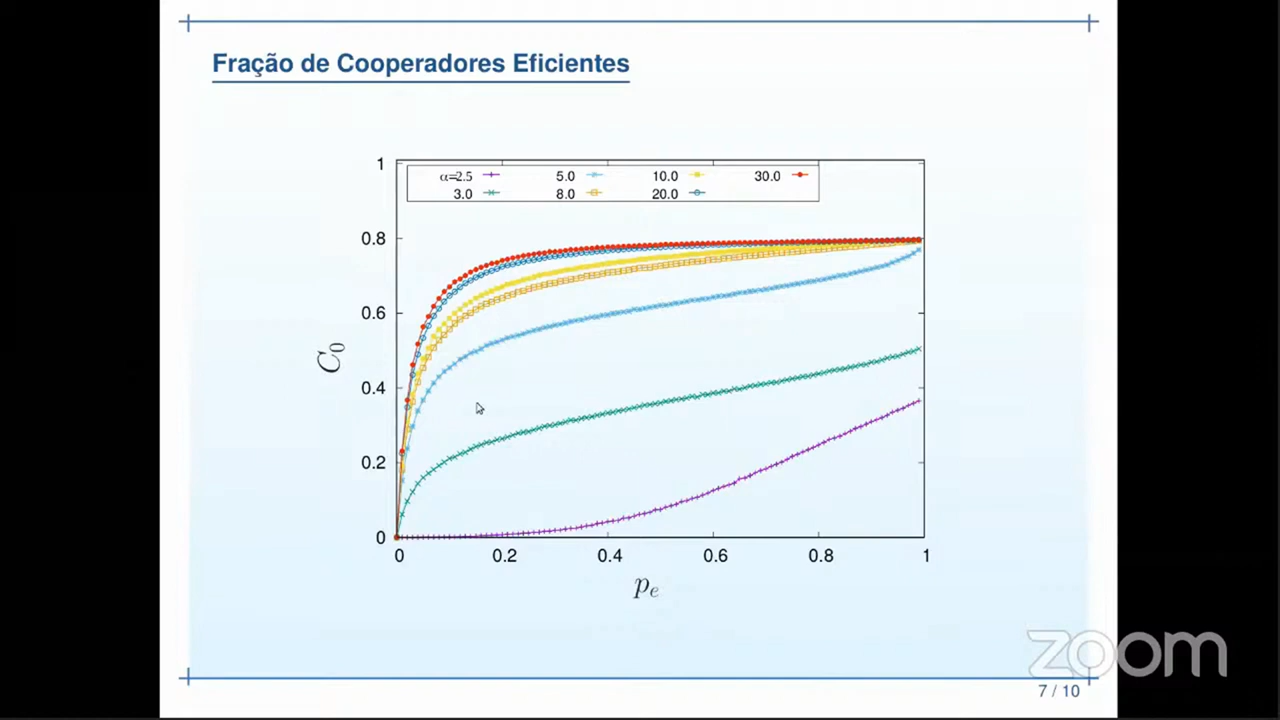 Fração de Cooperadores Eficientes
1
α=2.5 5.0 10.0 30.0
3.0 8.0 20.0
0.8
0.6
C0
0.4
0.2
0
0 0.2 0.4 0.6 0.8 1
pe
zoom
7 / 10